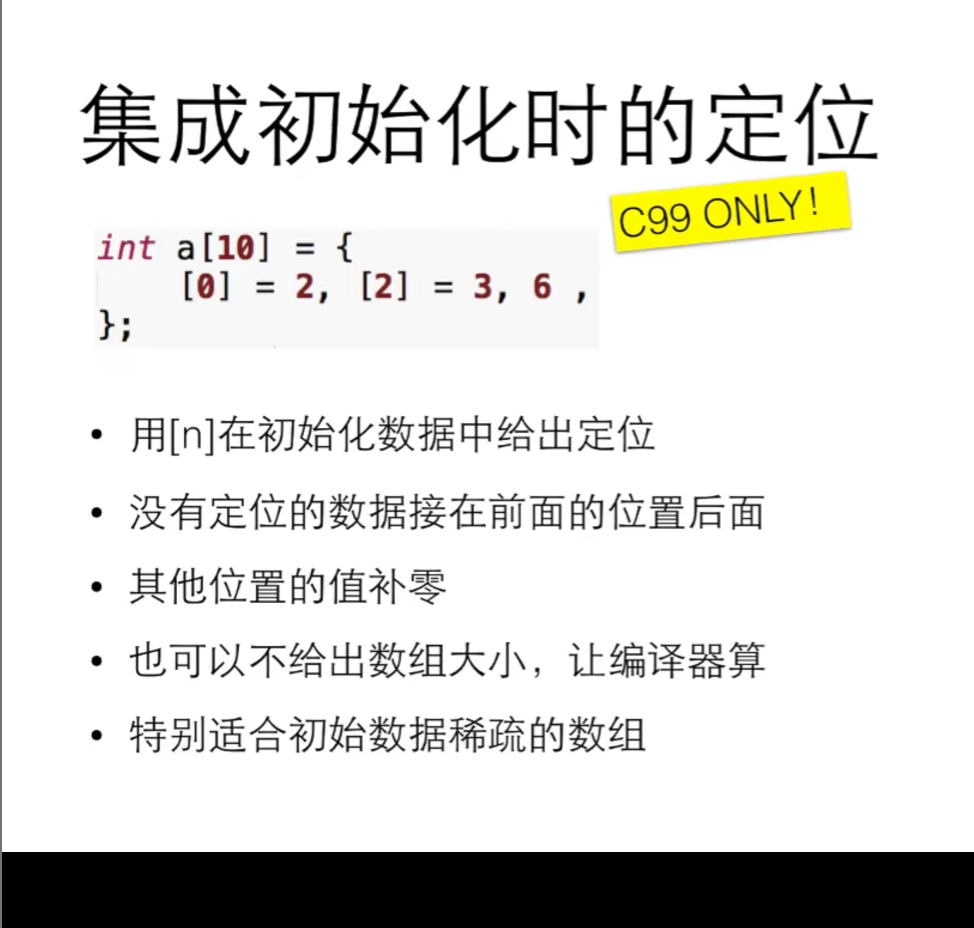 集成初始化时的定位
C99 ONLY!
int a[10] = {
[0] = 2, [2] = 3, 6 ,
};
• 用[n]在初始化数据中给出定位
• 没有定位的数据接在前面的位置后面
• 其他位置的值补零
• 也可以不给出数组大小，让编译器算
• 特别适合初始数据稀疏的数组